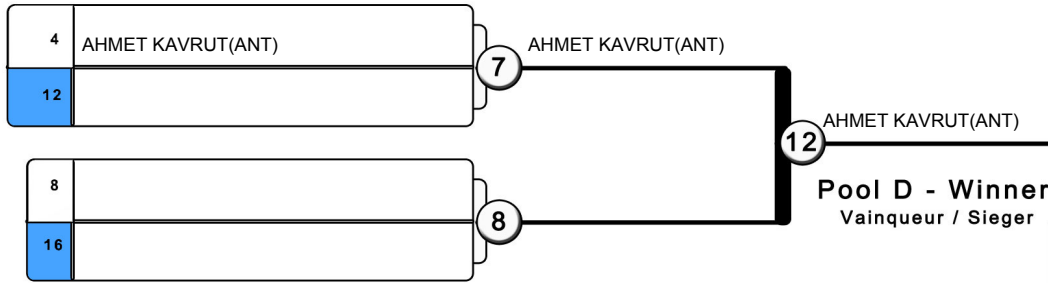 4
AHMET KAVRUT(ANT)
12
7
AHMET KAVRUT(ANT)
8
16
8
12
AHMET KAVRUT(ANT)
Pool D - Winner
Vainqueur / Sieger